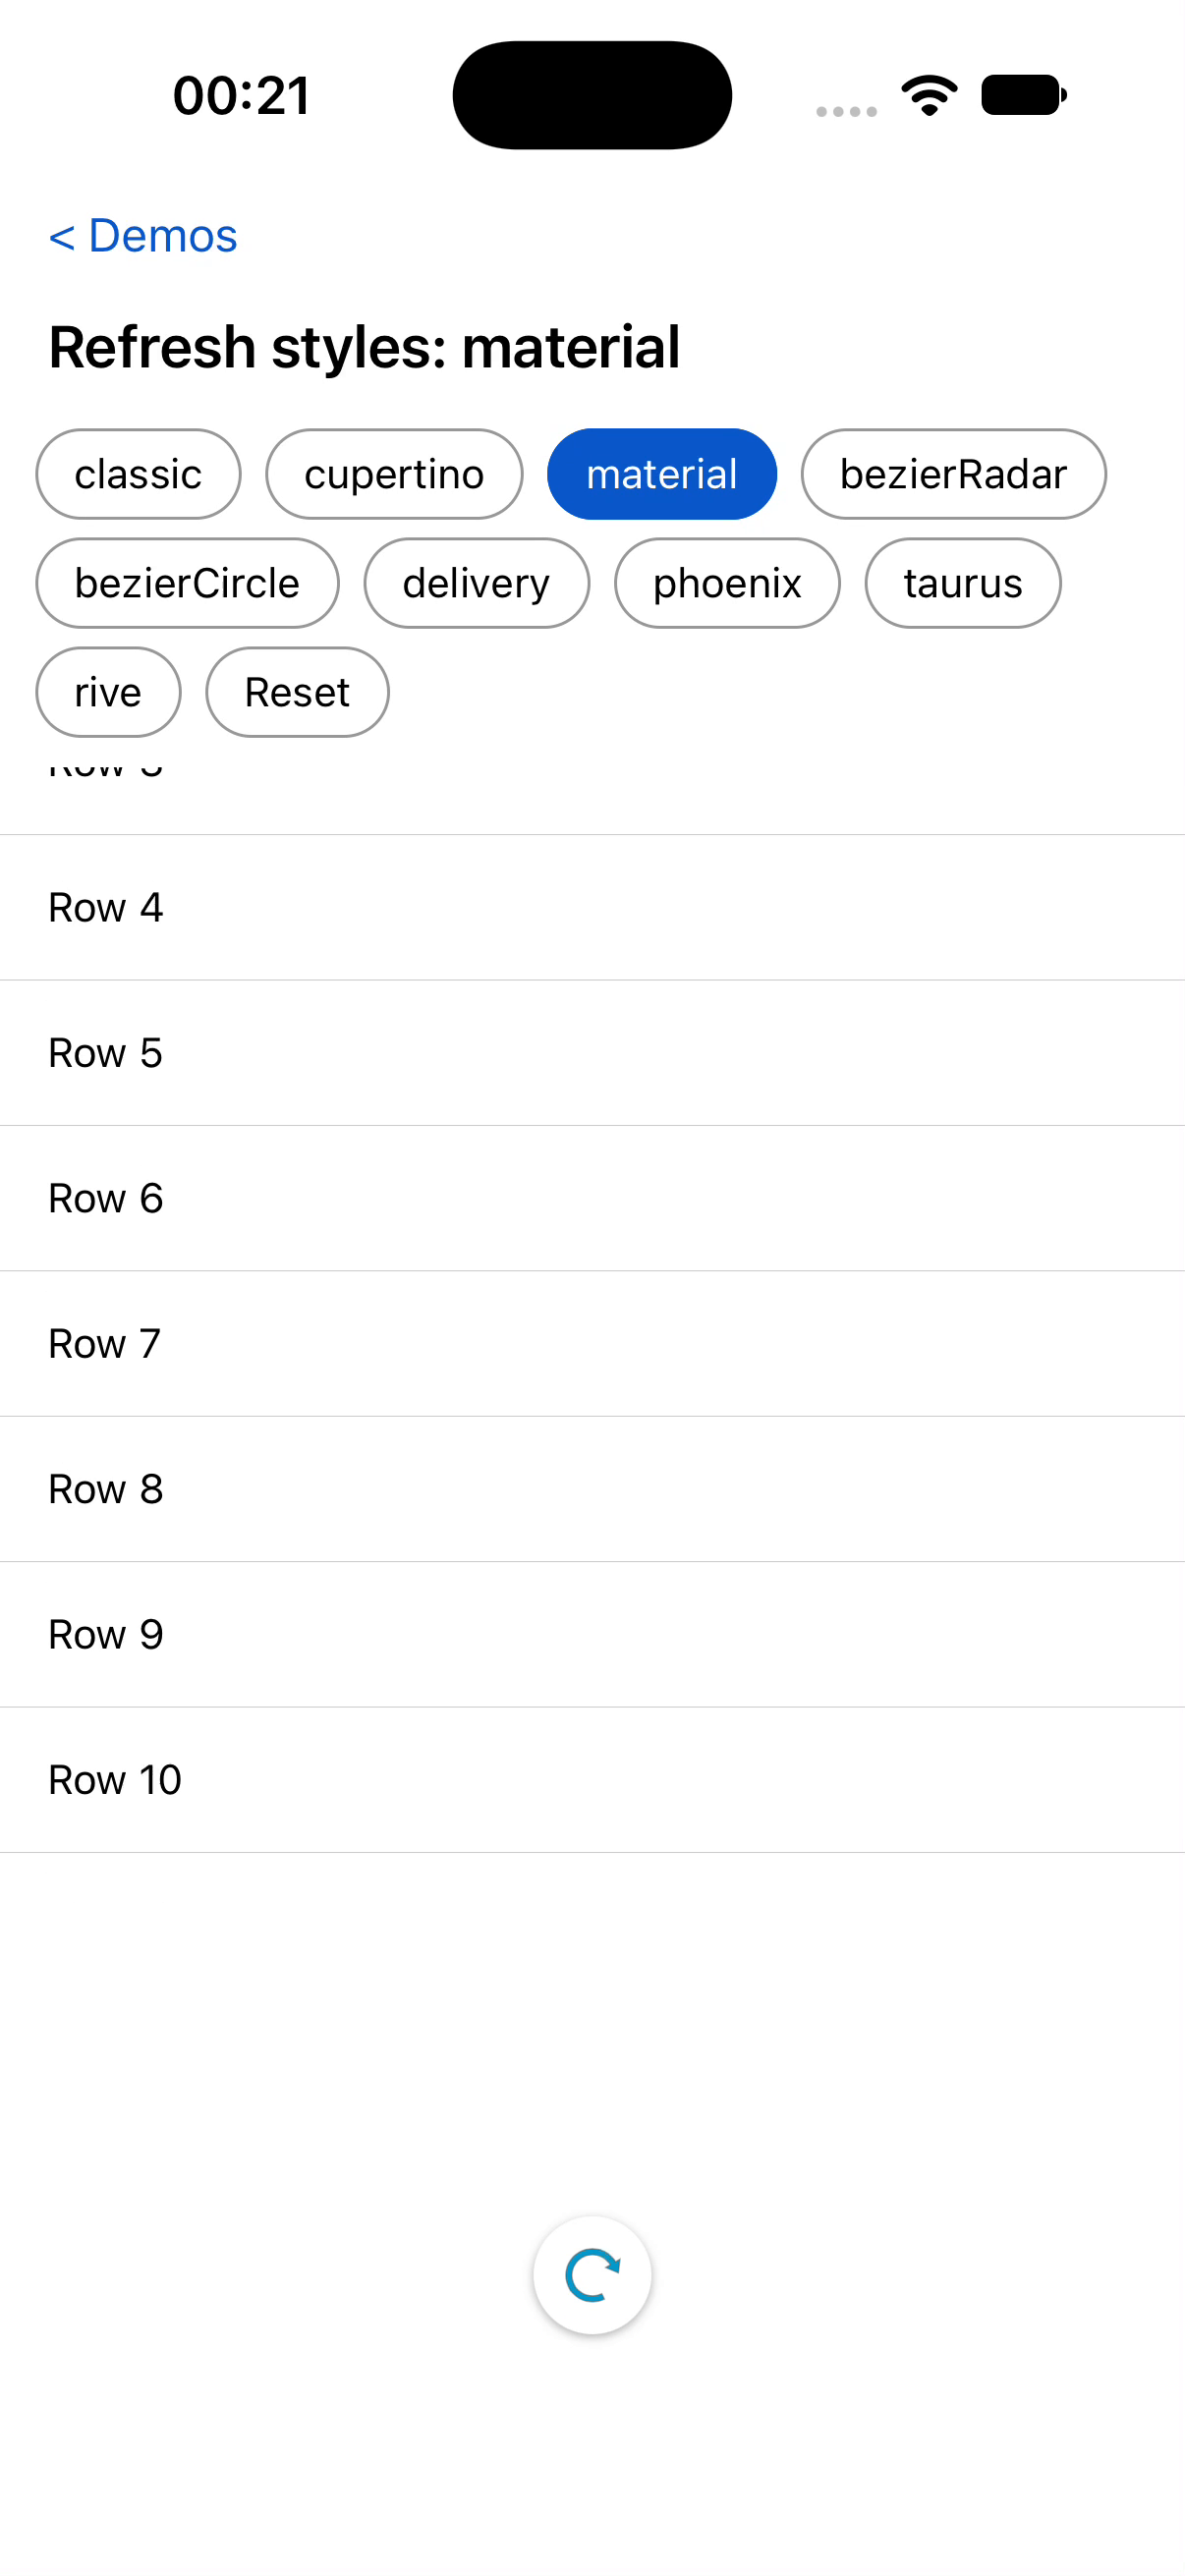 00:21
< Demos
Refresh styles: material
classic cupertino material bezierRadar
bezierCircle delivery phoenix taurus
rive Reset
Row 4
Row 5
Row 6
Row 7
Row 8
Row 9
Row 10